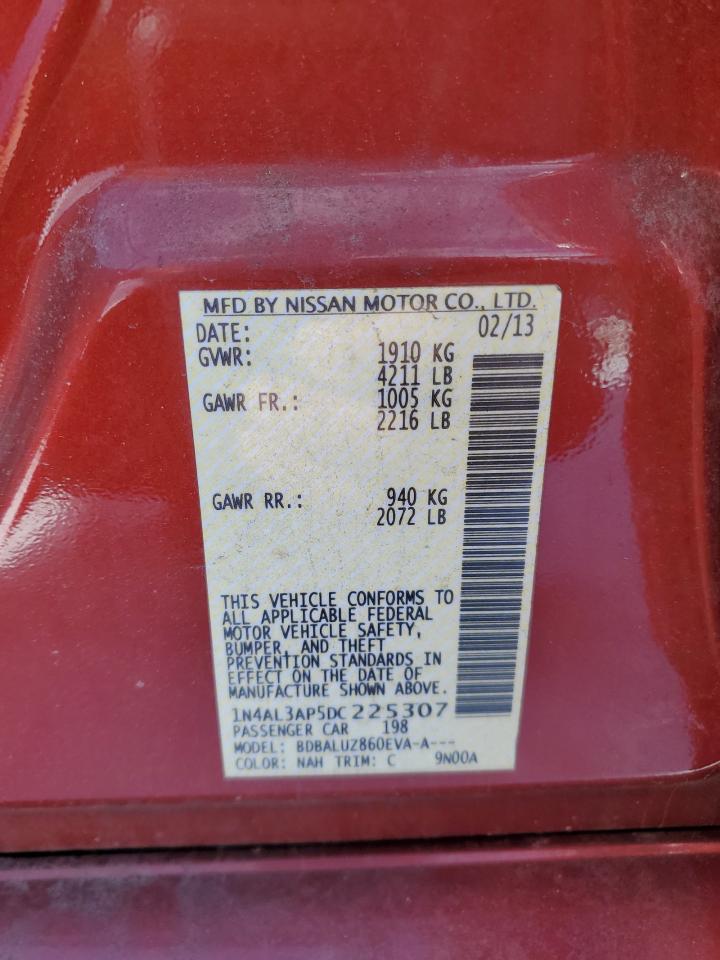 MFD BY NISSAN MOTOR CO., LTD.
DATE: 02/13
GVWR: 1910 KG
4211 LB
GAWR FR.: 1005 KG
2216 LB
GAWR RR.: 940 KG
2072 LB
THIS VEHICLE CONFORMS TO
ALL APPLICABLE FEDERAL
MOTOR VEHICLE SAFETY,
BUMPER, AND THEFT
PREVENTION STANDARDS IN
EFFECT ON THE DATE OF
MANUFACTURE SHOWN ABOVE.
1N4AL3AP5DC225307
PASSENGER CAR 198
MODEL: BDBALUZ860EVA-A---
COLOR: NAH TRIM: C 9N00A